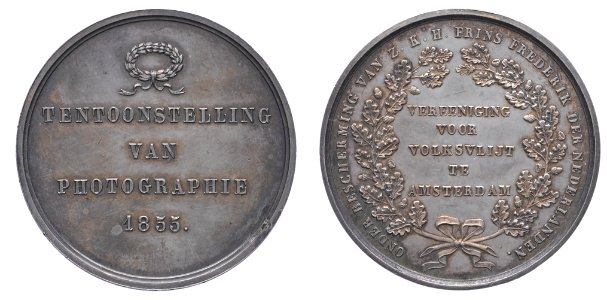 TENTOONSTELLING
VAN
PHOTOGRAPHIE
1855.
ONDER BESCHERMING VAN Z. K. H. PRINS FREDERIK DER NEDERLANDEN.
VEREENIGING
VOOR
VOLKSVLIJT
TE
AMSTERDAM